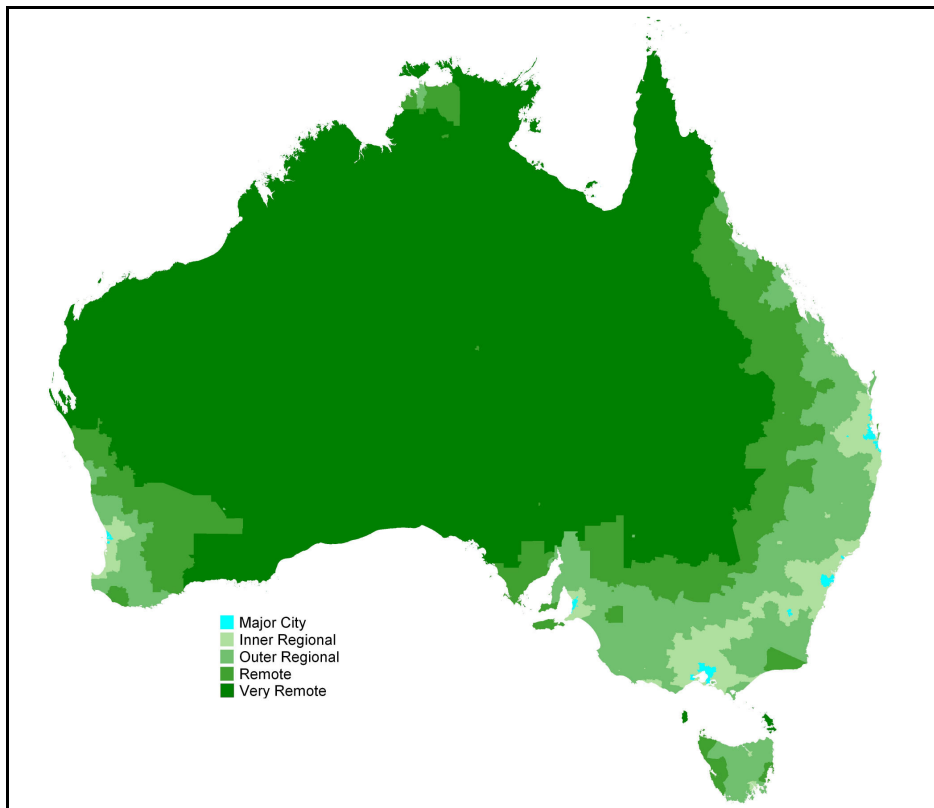 Major City
Inner Regional
Outer Regional
Remote
Very Remote